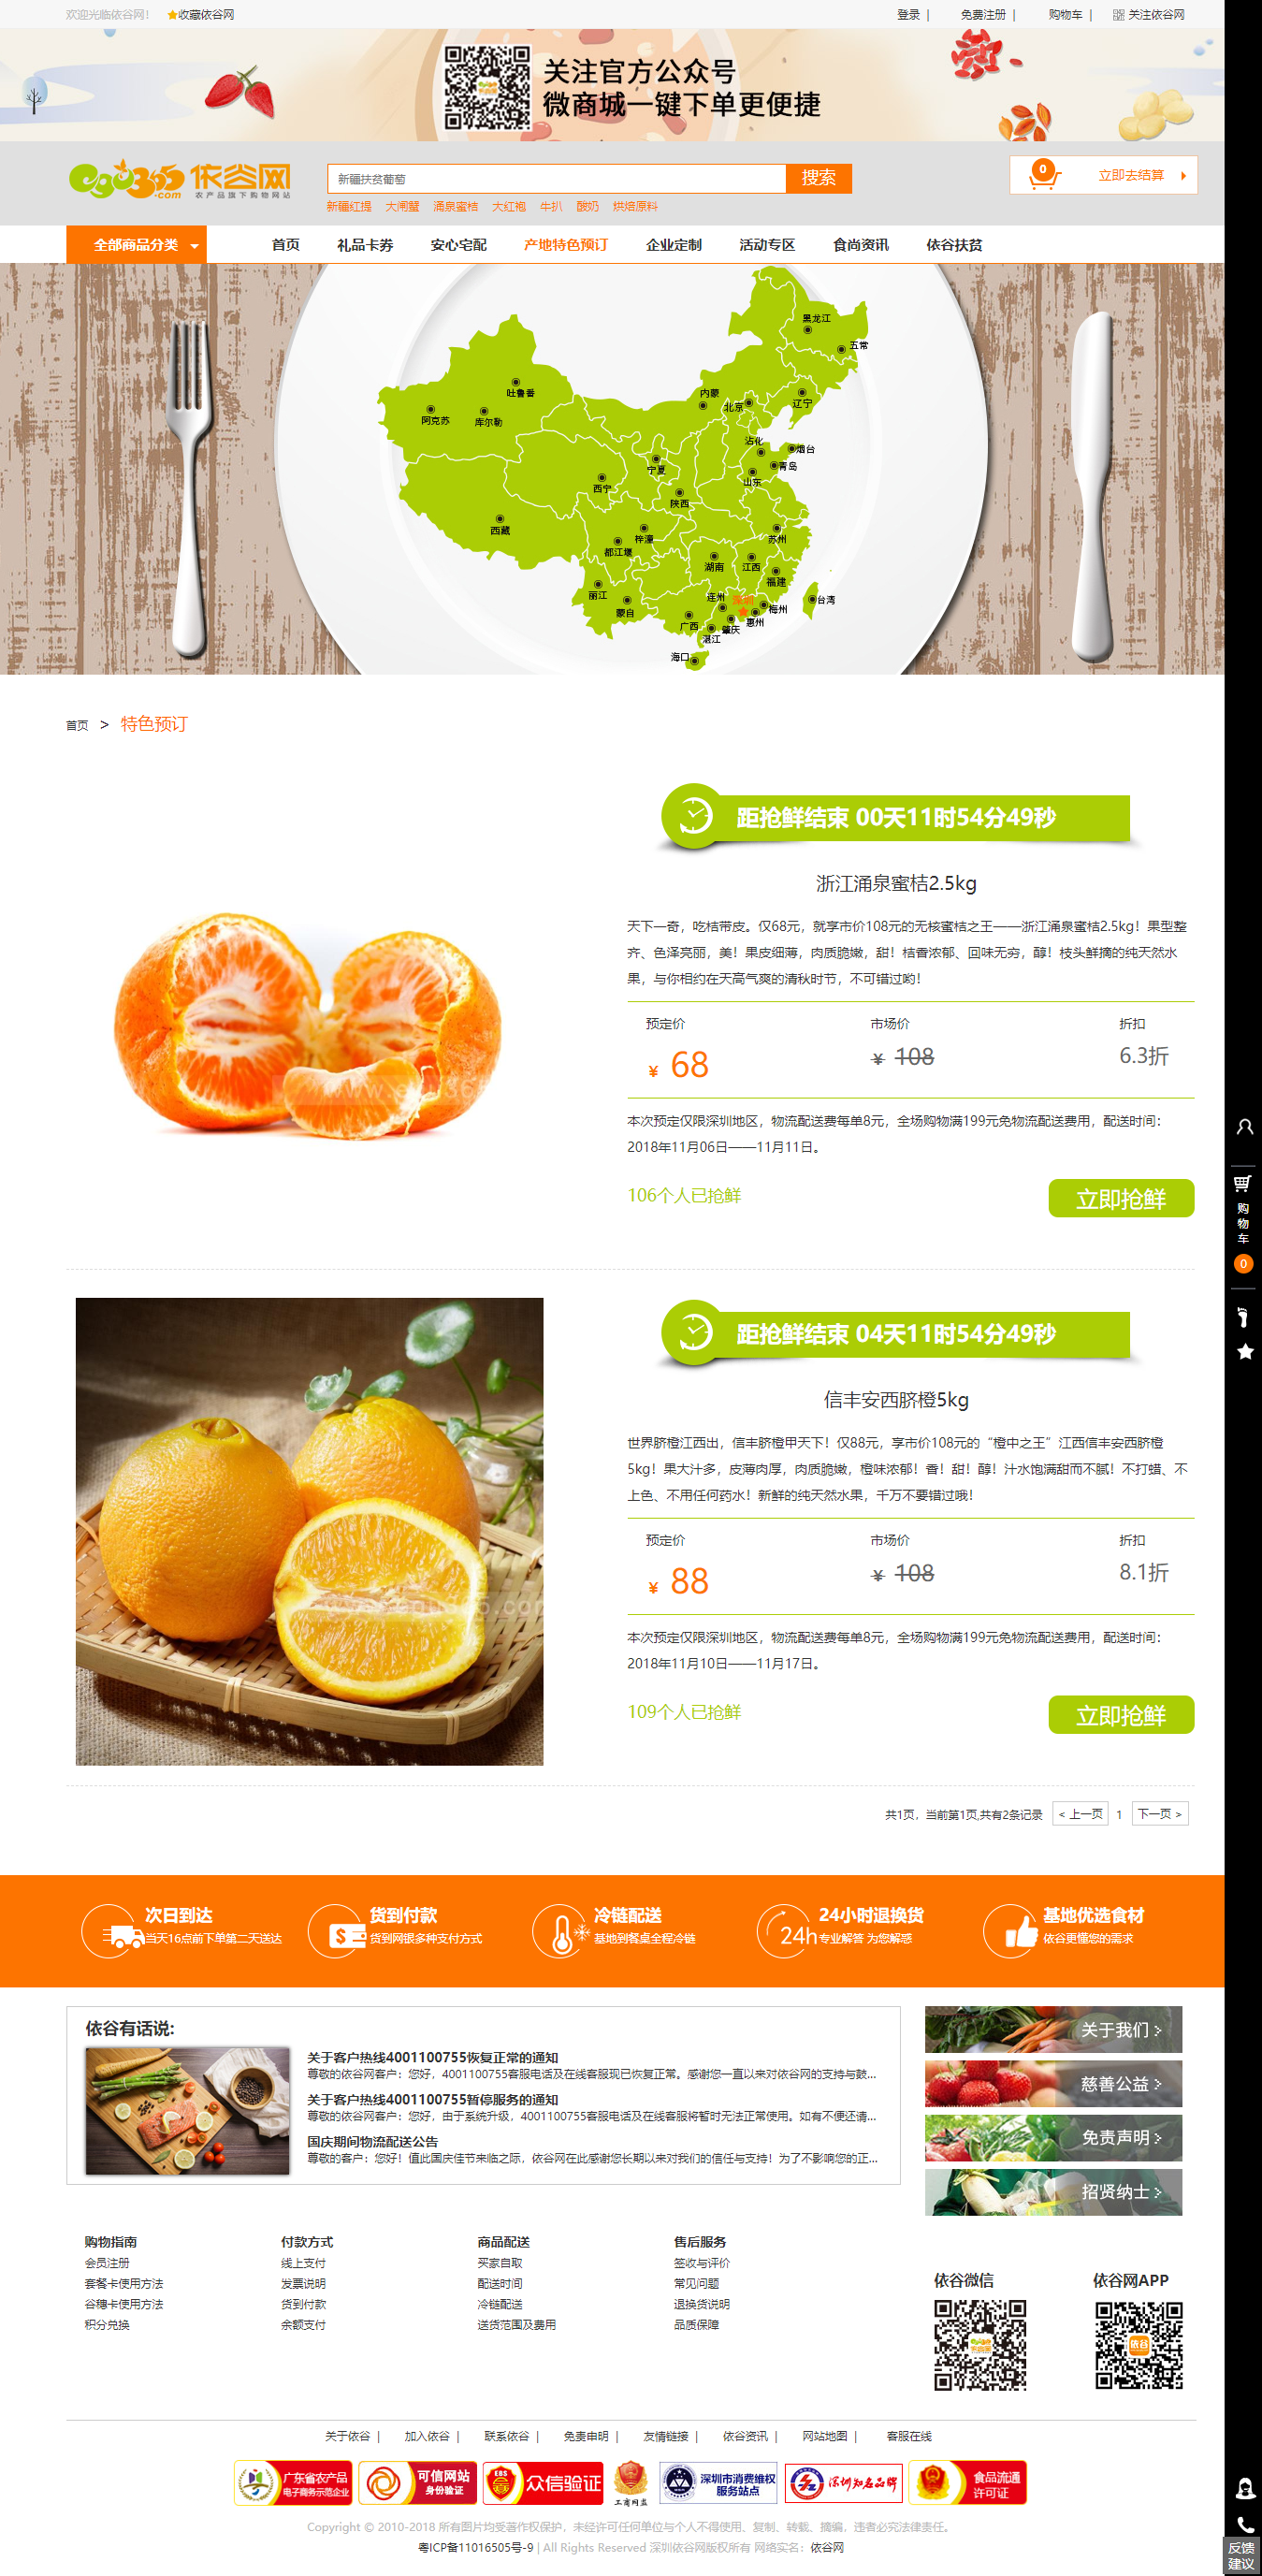 欢迎光临依谷网！ 收藏依谷网 登录 | 免费注册 | 购物车 | 关注依谷网
关注官方公众号
微商城一键下单更便捷
egu365.com 依谷网
农产品旗下购物网站
新疆扶贫葡萄 搜索
0 立即去结算
新疆红提 大闸蟹 涌泉蜜桔 大红袍 牛扒 酸奶 烘焙原料
全部商品分类 首页 礼品卡券 安心宅配 产地特色预订 企业定制 活动专区 食尚资讯 依谷扶贫
黑龙江
五常
吐鲁番
内蒙
北京
辽宁
阿克苏
库尔勒
沾化
烟台
宁夏
青岛
西宁
山东
陕西
西藏
梓潼
苏州
都江堰
湖南
江西
福建
丽江
连州
深圳
台湾
蒙自
梅州
广西
惠州
肇庆
湛江
海口
首页 > 特色预订
距抢鲜结束 00天11时54分49秒
浙江涌泉蜜桔2.5kg
天下一奇，吃桔带皮。仅68元，就享市价108元的无核蜜桔之王——浙江涌泉蜜桔2.5kg！果型整
齐、色泽亮丽，美！果皮细薄，肉质脆嫩，甜！桔香浓郁、回味无穷，醇！枝头鲜摘的纯天然水
果，与你相约在天高气爽的清秋时节，不可错过哟！
预定价 市场价 折扣
¥ 68 ¥ 108 6.3折
本次预定仅限深圳地区，物流配送费每单8元，全场购物满199元免物流配送费用，配送时间：
2018年11月06日——11月11日。
106个人已抢鲜 立即抢鲜
购物车
0
距抢鲜结束 04天11时54分49秒
信丰安西脐橙5kg
世界脐橙江西出，信丰脐橙甲天下！仅88元，享市价108元的“橙中之王”江西信丰安西脐橙
5kg！果大汁多，皮薄肉厚，肉质脆嫩，橙味浓郁！香！甜！醇！汁水饱满甜而不腻！不打蜡、不
上色、不用任何药水！新鲜的纯天然水果，千万不要错过哦！
预定价 市场价 折扣
¥ 88 ¥ 108 8.1折
本次预定仅限深圳地区，物流配送费每单8元，全场购物满199元免物流配送费用，配送时间：
2018年11月10日——11月17日。
109个人已抢鲜 立即抢鲜
共1页，当前第1页,共有2条记录 < 上一页 1 下一页 >
次日到达 货到付款 冷链配送 24小时退换货 基地优选食材
当天16点前下单第二天送达 货到网银多种支付方式 基地到客桌全程冷链 24h 专业解答 为您解惑 依谷更懂您的需求
依谷有话说:
关于客户热线4001100755恢复正常的通知
尊敬的依谷网客户：您好，4001100755客服电话及在线客服现已恢复正常。感谢您一直以来对依谷网的支持与鼓...
关于客户热线4001100755暂停服务的通知
尊敬的依谷网客户：您好，由于系统升级，4001100755客服电话及在线客服将暂时无法正常使用。如有不便还请...
国庆期间物流配送公告
尊敬的客户：您好！值此国庆佳节来临之际，依谷网在此感谢您长期以来对我们的信任与支持！为了不影响您的正...
关于我们
慈善公益
免责声明
招贤纳士
购物指南 付款方式 商品配送 售后服务
会员注册 线上支付 买家自取 签收与评价
套餐卡使用方法 发票说明 配送时间 常见问题
谷穗卡使用方法 货到付款 冷链配送 退换货说明
积分兑换 余额支付 送货范围及费用 品质保障
依谷微信 依谷网APP
依谷
关于依谷 | 加入依谷 | 联系依谷 | 免责申明 | 友情链接 | 依谷资讯 | 网站地图 | 客服在线
广东省农产品
电子商务示范企业
可信网站
身份验证
EBS 众信验证
工商网监
深圳市消费维权
服务站点
深圳知名品牌
食品流通
许可证
Copyright © 2010-2018 所有图片均受著作权保护，未经许可任何单位与个人不得使用、复制、转载、摘编，违者必究法律责任。
粤ICP备11016505号-9 | All Rights Reserved 深圳依谷网版权所有 网络实名：依谷网
反馈
建议